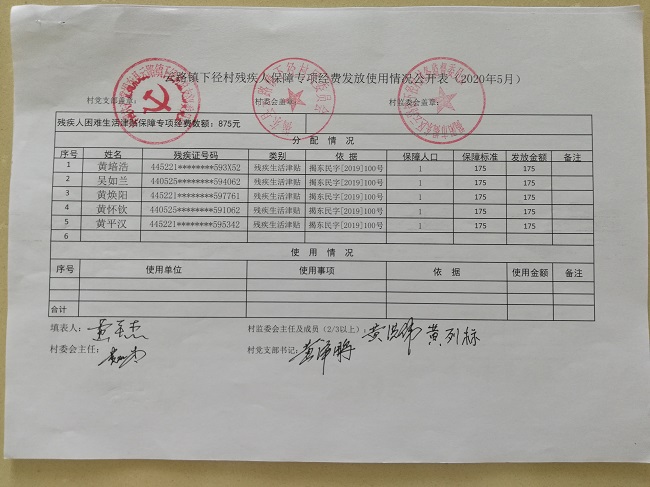 云路镇下径村残疾人保障专项经费发放使用情况公开表（2020年5月）
村党支部盖章： 村委会盖章： 村监委会盖章：
残疾人困难生活津贴保障专项经费数额：875元
分 配 情 况
序号 姓名 残疾证号码 类别 依 据 保障人口 保障标准 发放金额 备注
1 黄培浩 445221********593X52 残疾生活津贴 揭东民字[2019]100号 1 175 175
2 吴如兰 440525********594062 残疾生活津贴 揭东民字[2019]100号 1 175 175
3 黄焕阳 445221********597761 残疾生活津贴 揭东民字[2019]100号 1 175 175
4 黄怀钦 440525********591062 残疾生活津贴 揭东民字[2019]100号 1 175 175
5 黄平汉 445221********595342 残疾生活津贴 揭东民字[2019]100号 1 175 175
6
使 用 情 况
序号 使用单位 使用事项 依 据 使用金额 备注
合计
填表人： 村监委会主任及成员（2/3以上）： 黄列标
村委会主任： 村党支部书记：